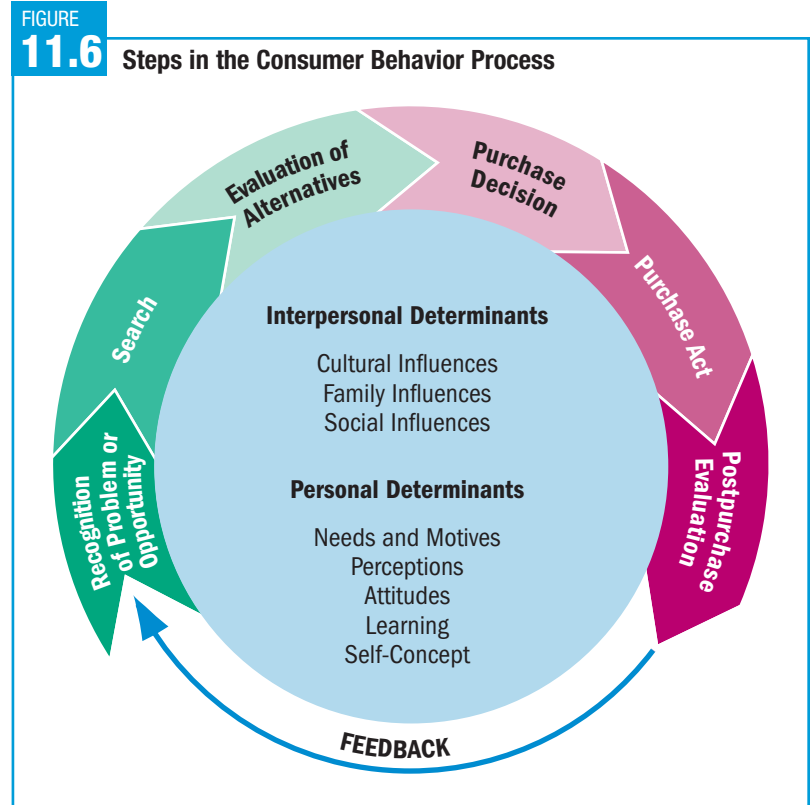 FIGURE
11.6
Steps in the Consumer Behavior Process
Recognition
of Problem or
Opportunity
Search
Evaluation of
Alternatives
Purchase
Decision
Purchase Act
Postpurchase
Evaluation
Interpersonal Determinants
Cultural Influences
Family Influences
Social Influences
Personal Determinants
Needs and Motives
Perceptions
Attitudes
Learning
Self-Concept
FEEDBACK